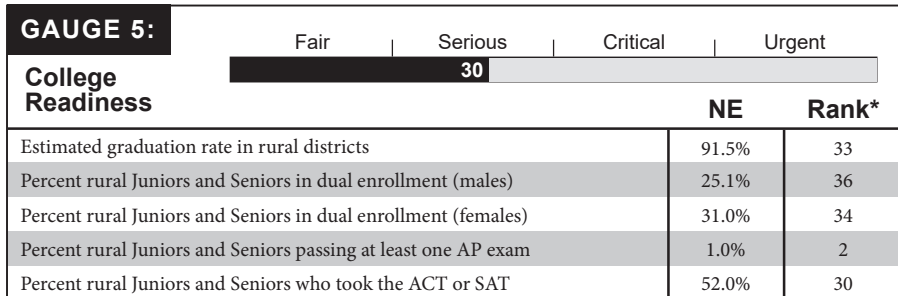 GAUGE 5:
Fair Serious Critical Urgent
30
College
Readiness
NE Rank*
Estimated graduation rate in rural districts 91.5% 33
Percent rural Juniors and Seniors in dual enrollment (males) 25.1% 36
Percent rural Juniors and Seniors in dual enrollment (females) 31.0% 34
Percent rural Juniors and Seniors passing at least one AP exam 1.0% 2
Percent rural Juniors and Seniors who took the ACT or SAT 52.0% 30